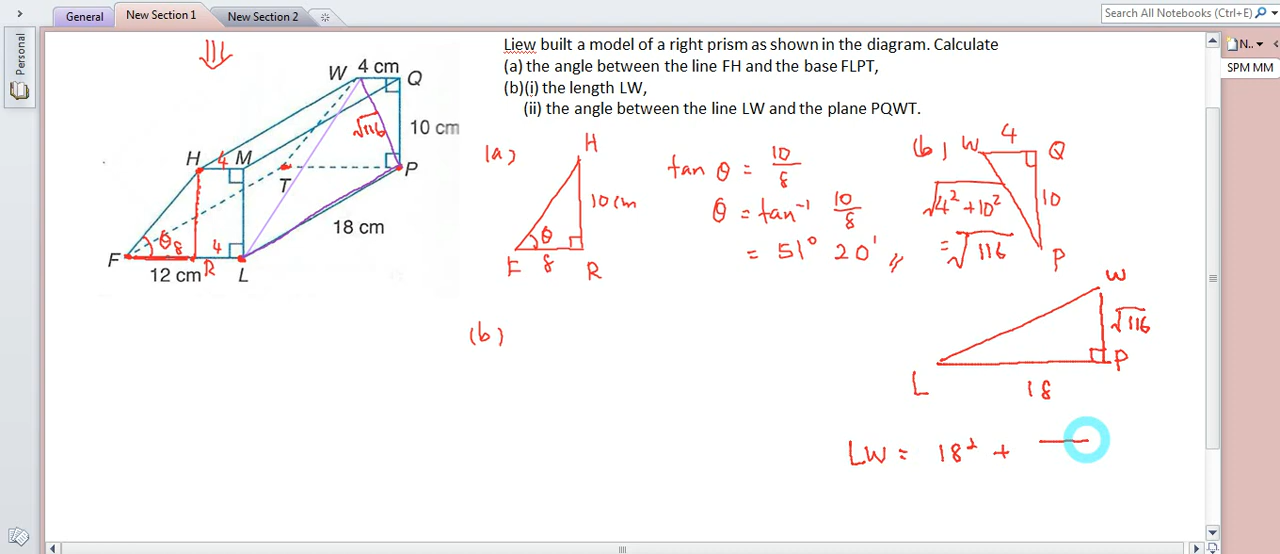 General
New Section 1
New Section 2
Search All Notebooks (Ctrl+E)
Personal
N..
SPM MM
Liew built a model of a right prism as shown in the diagram. Calculate
(a) the angle between the line FH and the base FLPT,
(b)(i) the length LW,
(ii) the angle between the line LW and the plane PQWT.
W 4 cm Q
√116 10 cm
H 4 M
T P
18 cm
F θ 8 4
12 cm R L
(a)
H
10 cm
θ
F 8 R
tan θ = 10/8
θ = tan⁻¹ 10/8
= 51° 20' //
(b) W 4 Q
√4² + 10² 10
= √116 P
W
√116
L P
18
(b)
LW = 18² +